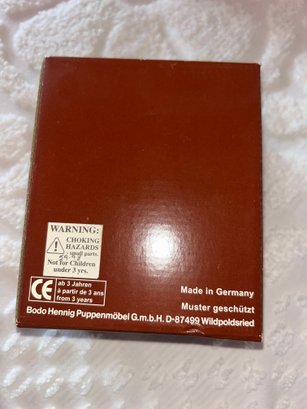 WARNING:
CHOKING
HAZARDS
small parts.
Not for Children
under 3 yrs.
CE
ab 3 Jahren
à partir de 3 ans
from 3 years
Made in Germany
Muster geschützt
Bodo Hennig Puppenmöbel G.m.b.H. D-87499 Wildpoldsried